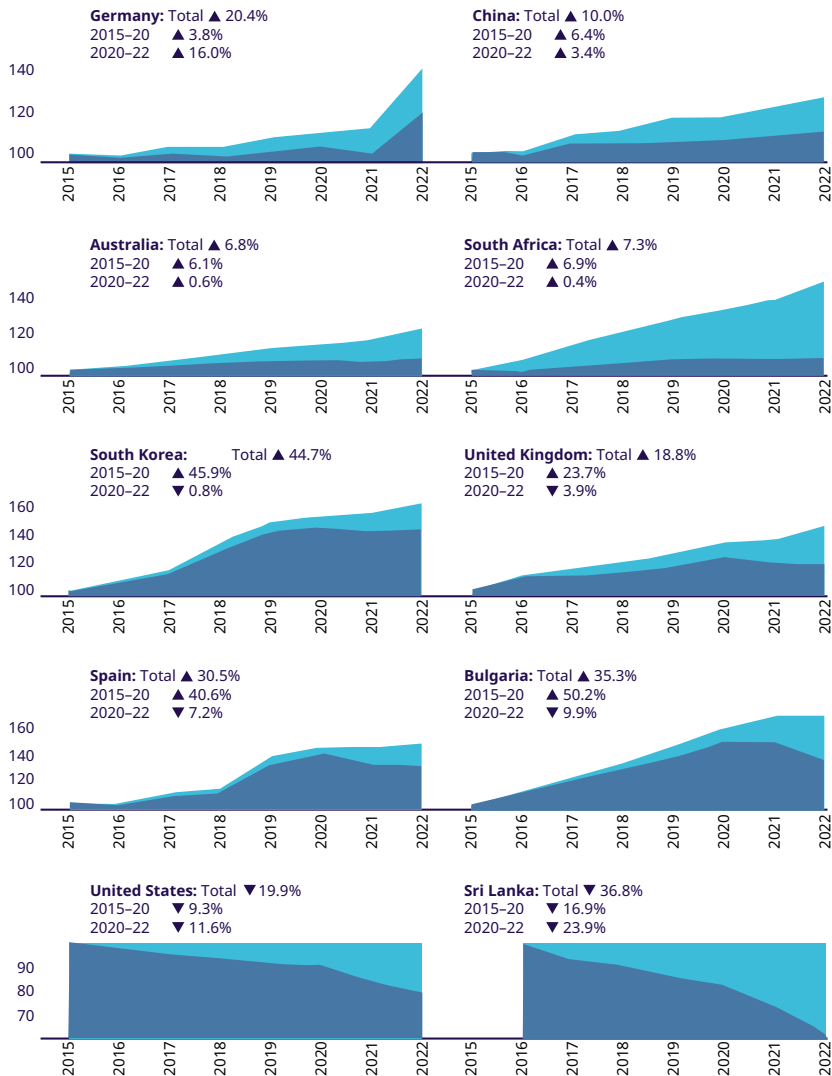 Germany: Total ▲ 20.4%
2015–20 ▲ 3.8%
2020–22 ▲ 16.0%
140
120
100
2015 2016 2017 2018 2019 2020 2021 2022
China: Total ▲ 10.0%
2015–20 ▲ 6.4%
2020–22 ▲ 3.4%
2015 2016 2017 2018 2019 2020 2021 2022
Australia: Total ▲ 6.8%
2015–20 ▲ 6.1%
2020–22 ▲ 0.6%
140
120
100
2015 2016 2017 2018 2019 2020 2021 2022
South Africa: Total ▲ 7.3%
2015–20 ▲ 6.9%
2020–22 ▲ 0.4%
2015 2016 2017 2018 2019 2020 2021 2022
South Korea: Total ▲ 44.7%
2015–20 ▲ 45.9%
2020–22 ▼ 0.8%
160
140
120
100
2015 2016 2017 2018 2019 2020 2021 2022
United Kingdom: Total ▲ 18.8%
2015–20 ▲ 23.7%
2020–22 ▼ 3.9%
2015 2016 2017 2018 2019 2020 2021 2022
Spain: Total ▲ 30.5%
2015–20 ▲ 40.6%
2020–22 ▼ 7.2%
160
140
120
100
2015 2016 2017 2018 2019 2020 2021 2022
Bulgaria: Total ▲ 35.3%
2015–20 ▲ 50.2%
2020–22 ▼ 9.9%
2015 2016 2017 2018 2019 2020 2021 2022
United States: Total ▼ 19.9%
2015–20 ▼ 9.3%
2020–22 ▼ 11.6%
90
80
70
2015 2016 2017 2018 2019 2020 2021 2022
Sri Lanka: Total ▼ 36.8%
2015–20 ▼ 16.9%
2020–22 ▼ 23.9%
2015 2016 2017 2018 2019 2020 2021 2022